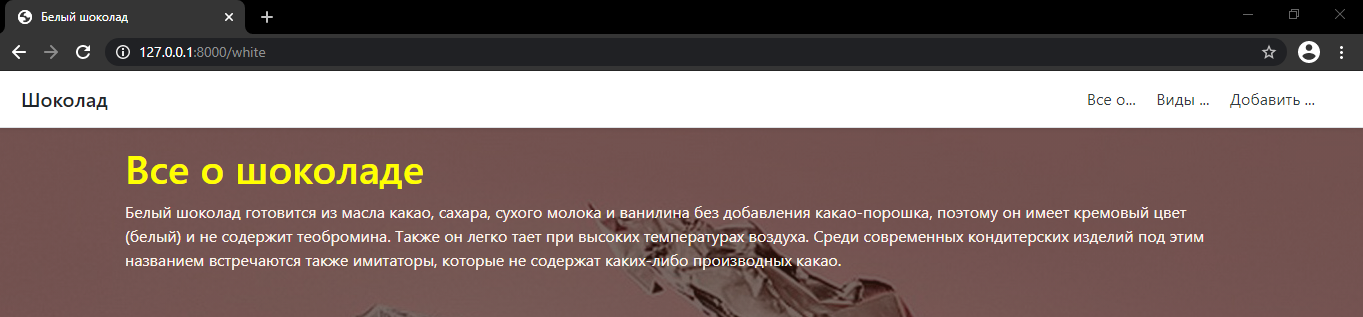 Белый шоколад
127.0.0.1:8000/white
Шоколад
Все о... Виды ... Добавить ...
Все о шоколаде
Белый шоколад готовится из масла какао, сахара, сухого молока и ванилина без добавления какао-порошка, поэтому он имеет кремовый цвет
(белый) и не содержит теобромина. Также он легко тает при высоких температурах воздуха. Среди современных кондитерских изделий под этим
названием встречаются также имитаторы, которые не содержат каких-либо производных какао.